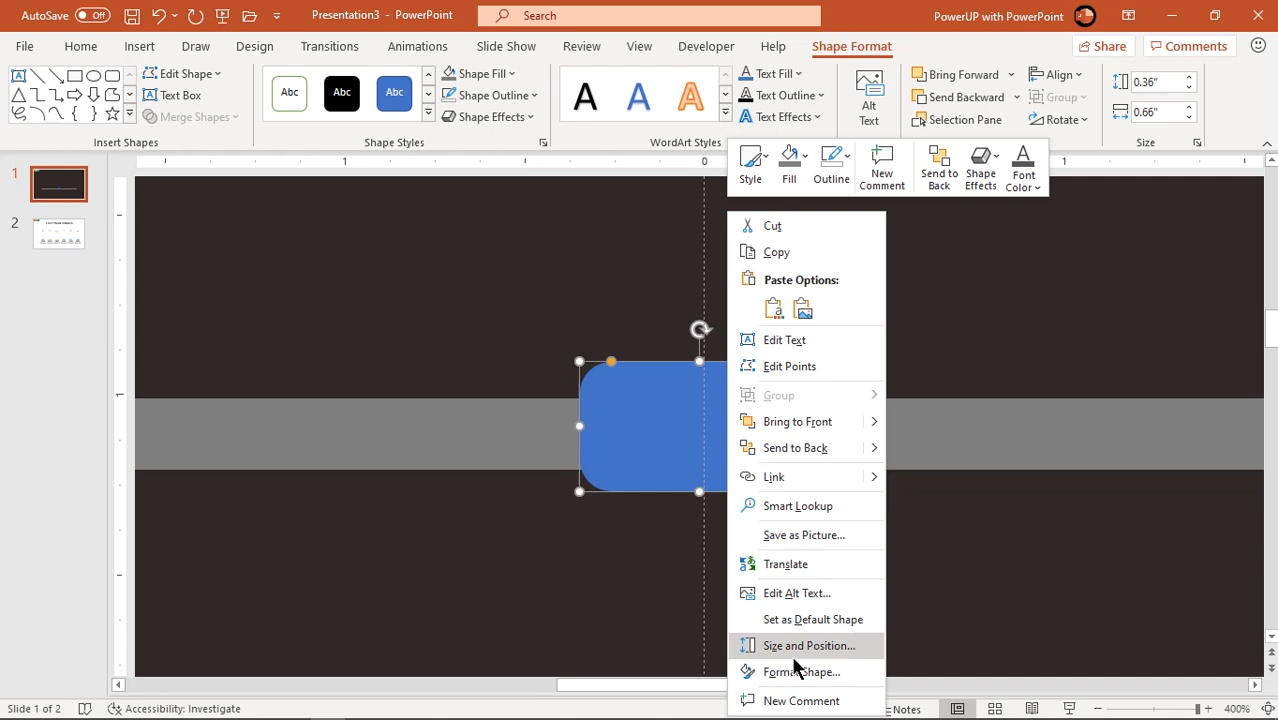 AutoSave Off Presentation3 - PowerPoint Search PowerUP with PowerPoint
File Home Insert Draw Design Transitions Animations Slide Show Review View Developer Help Shape Format Share Comments
Edit Shape
Text Box
Merge Shapes
Insert Shapes
Abc Abc Abc
Shape Fill
Shape Outline
Shape Effects
Shape Styles
A A A
Text Fill
Text Outline
Text Effects
WordArt Styles
Alt
Text
Bring Forward
Send Backward
Selection Pane
Align
Group
Rotate
0.36"
0.66"
Size
Style
Fill
Outline
New
Comment
Send to
Back
Shape
Effects
Font
Color
1 0 1
1
1
2
Cut
Copy
Paste Options:
Edit Text
Edit Points
Group
Bring to Front
Send to Back
Link
Smart Lookup
Save as Picture...
Translate
Edit Alt Text...
Set as Default Shape
Size and Position...
Format Shape...
New Comment
Slide 1 of 2 Accessibility: Investigate Notes 400%